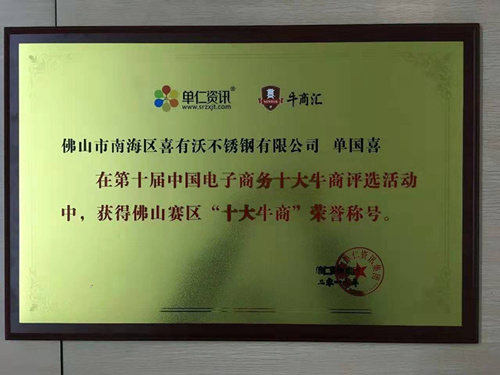 单仁资讯
www.srzxjt.com
牛商汇
佛山市南海区喜有沃不锈钢有限公司 单国喜
在第十届中国电子商务十大牛商评选活动
中，获得佛山赛区“十大牛商”荣誉称号。